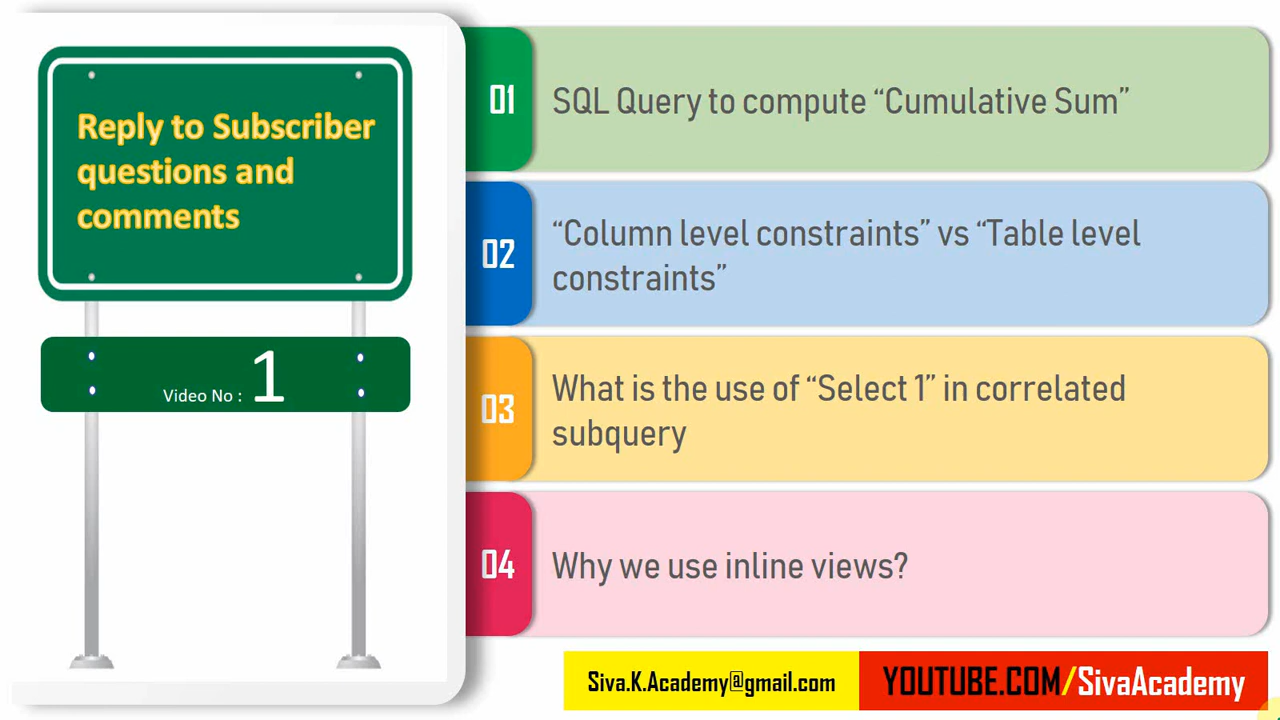 Reply to Subscriber
questions and
comments
Video No : 1
01
SQL Query to compute “Cumulative Sum”
02
“Column level constraints” vs “Table level
constraints”
03
What is the use of “Select 1” in correlated
subquery
04
Why we use inline views?
Siva.K.Academy@gmail.com
YOUTUBE.COM/SivaAcademy